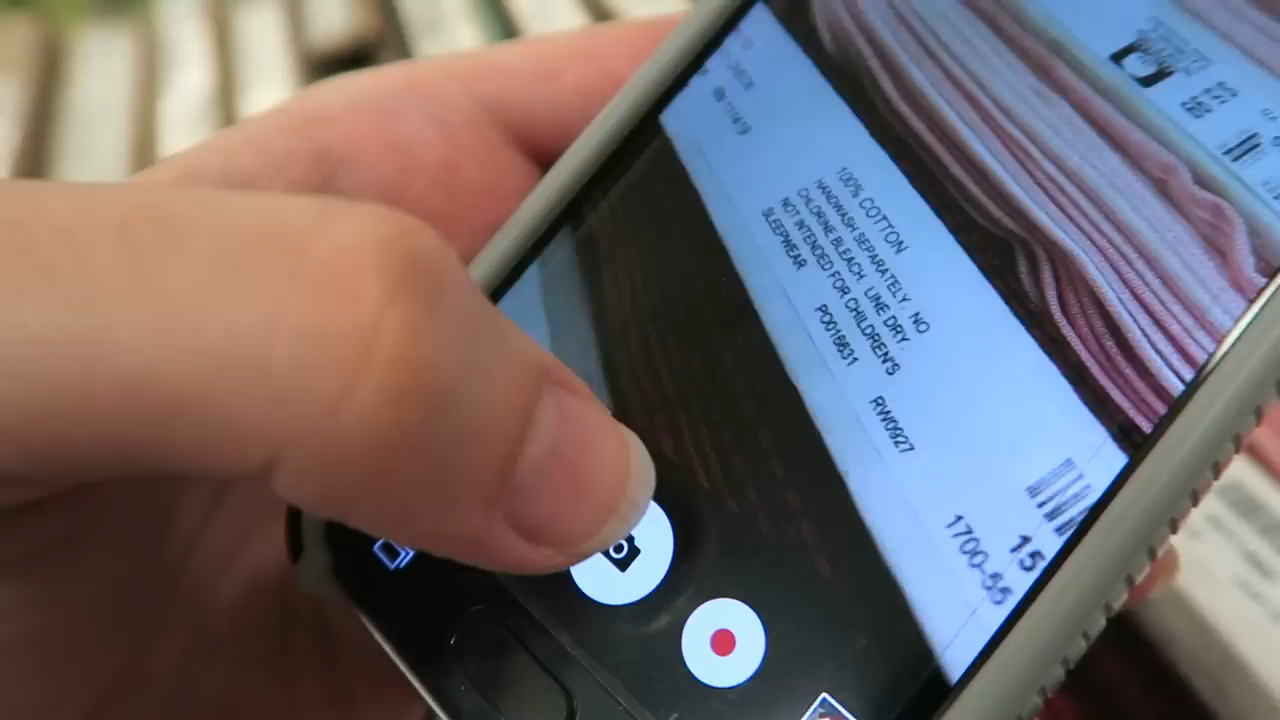 100% COTTON
HANDWASH SEPARATELY, NO
CHLORINE BLEACH. LINE DRY,
NOT INTENDED FOR CHILDREN'S
SLEEPWEAR
PO016631
RW0927
15
1700-55